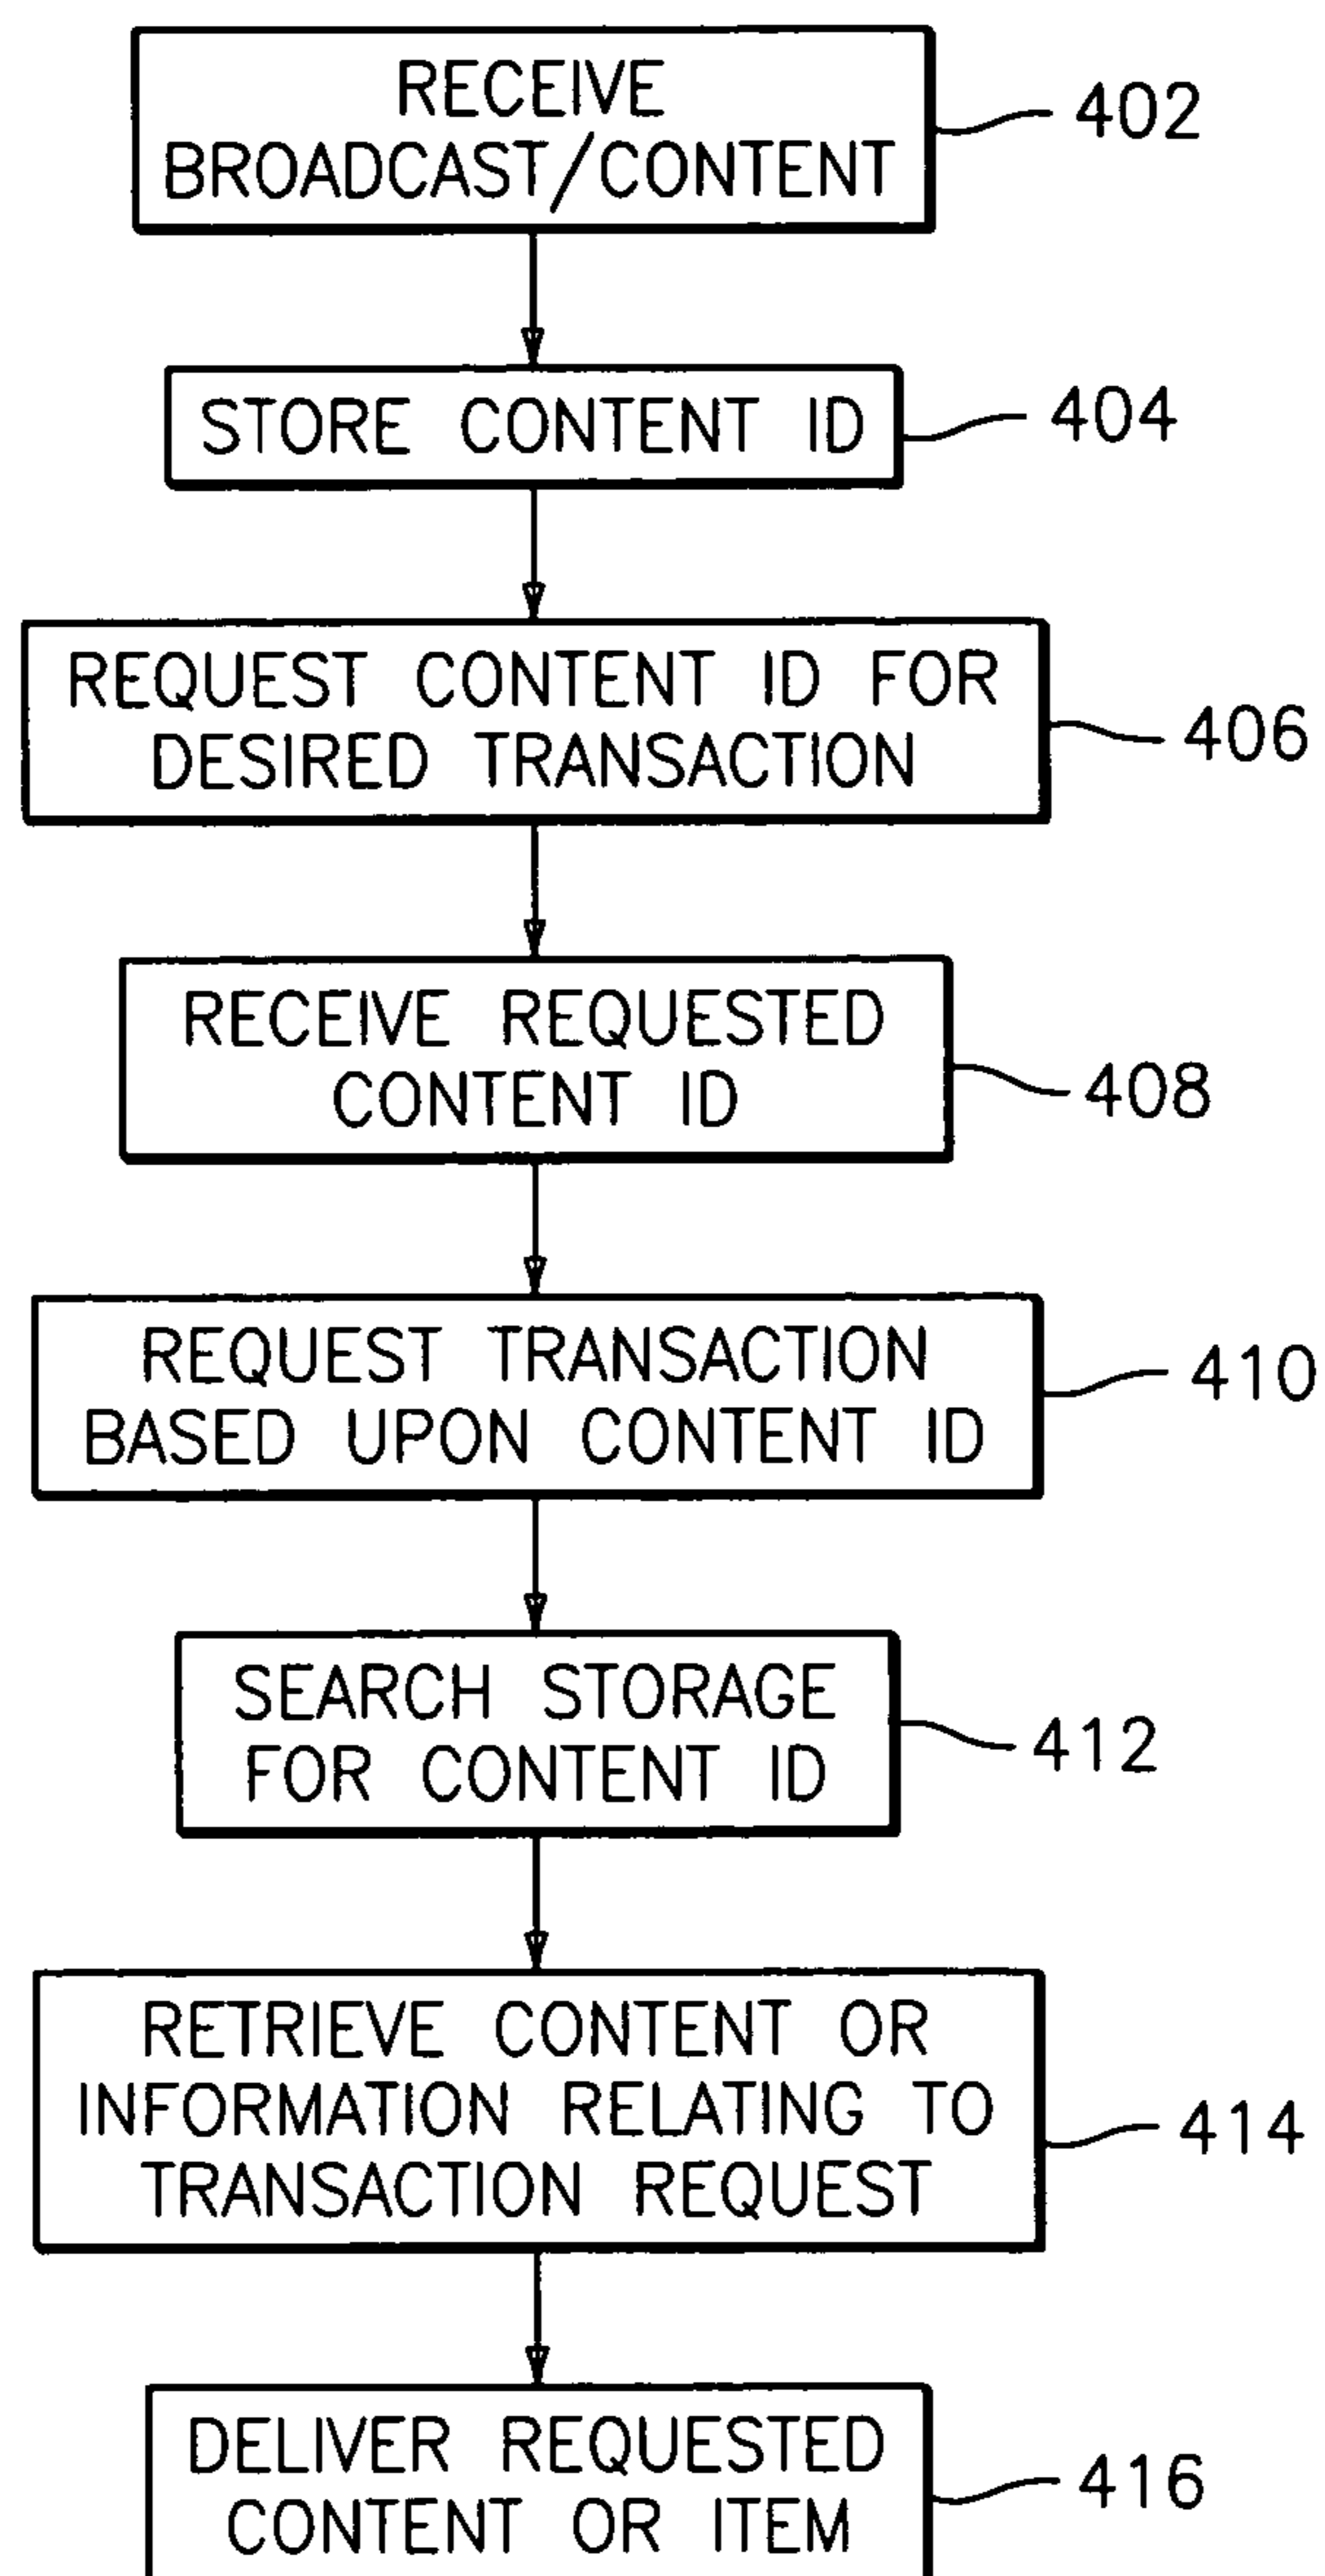 RECEIVE
BROADCAST/CONTENT
402
STORE CONTENT ID
404
REQUEST CONTENT ID FOR
DESIRED TRANSACTION
406
RECEIVE REQUESTED
CONTENT ID
408
REQUEST TRANSACTION
BASED UPON CONTENT ID
410
SEARCH STORAGE
FOR CONTENT ID
412
RETRIEVE CONTENT OR
INFORMATION RELATING TO
TRANSACTION REQUEST
414
DELIVER REQUESTED
CONTENT OR ITEM
416